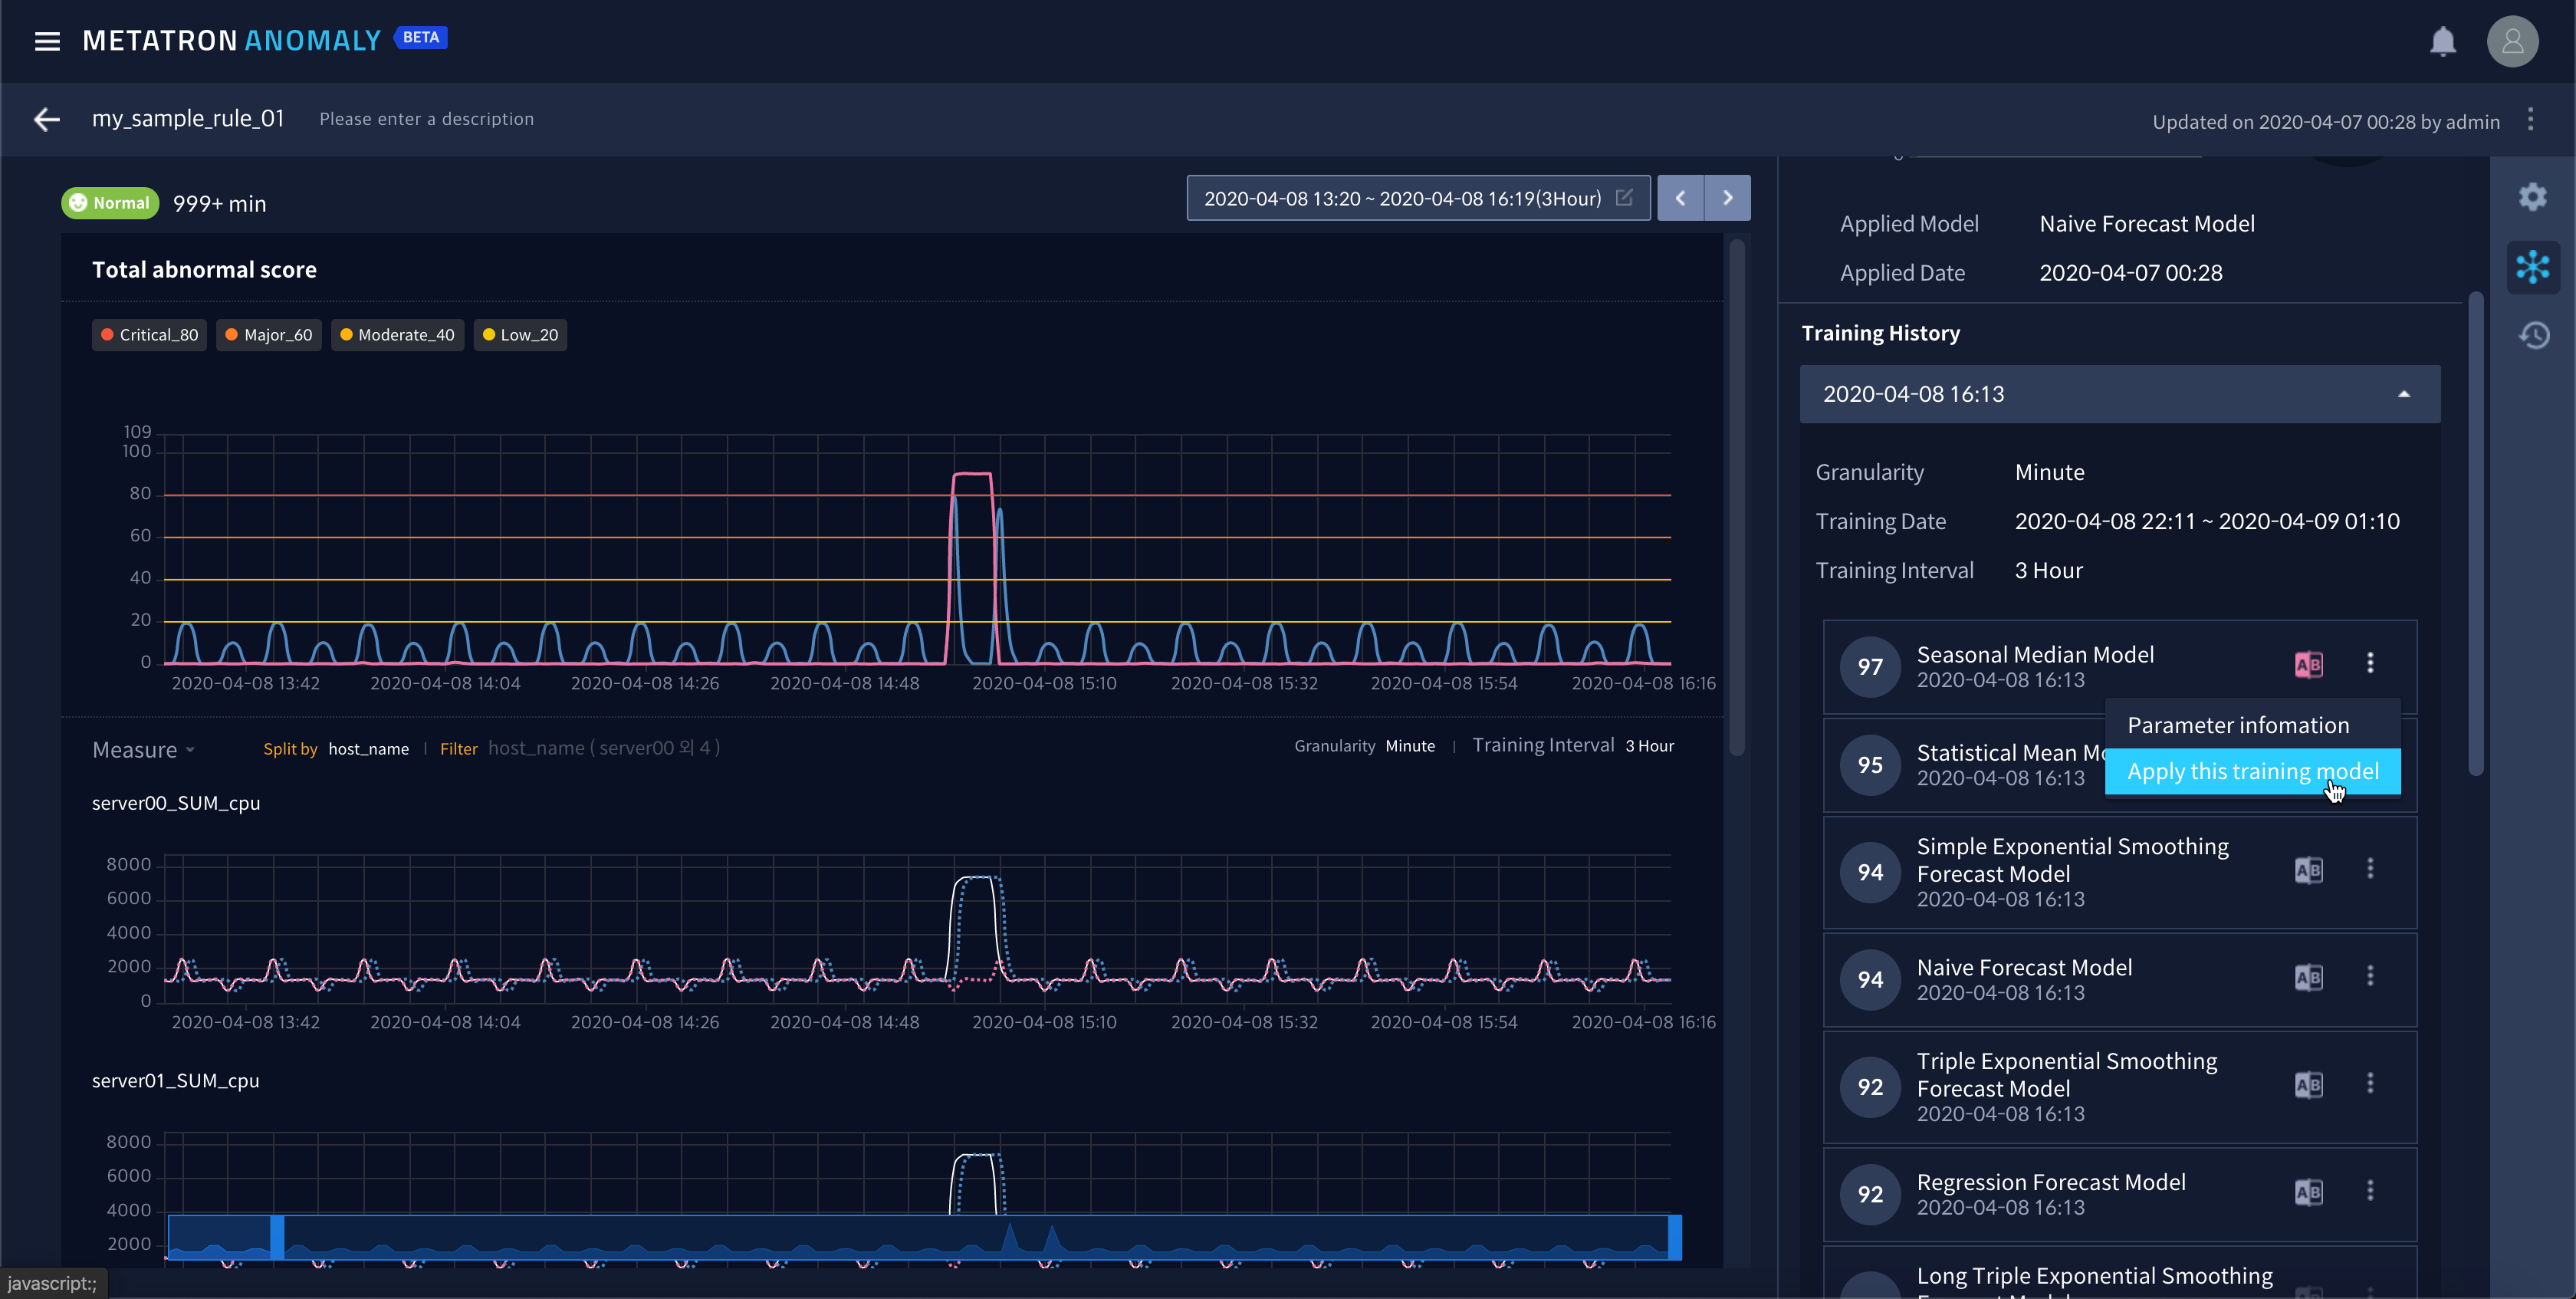 METATRON ANOMALY BETA
my_sample_rule_01 Please enter a description Updated on 2020-04-07 00:28 by admin
Normal 999+ min 2020-04-08 13:20 ~ 2020-04-08 16:19(3Hour)
Total abnormal score
Critical_80 Major_60 Moderate_40 Low_20
109
100
80
60
40
20
0
2020-04-08 13:42 2020-04-08 14:04 2020-04-08 14:26 2020-04-08 14:48 2020-04-08 15:10 2020-04-08 15:32 2020-04-08 15:54 2020-04-08 16:16
Measure Split by host_name | Filter host_name ( server00 외 4 ) Granularity Minute | Training Interval 3 Hour
server00_SUM_cpu
8000
6000
4000
2000
0
2020-04-08 13:42 2020-04-08 14:04 2020-04-08 14:26 2020-04-08 14:48 2020-04-08 15:10 2020-04-08 15:32 2020-04-08 15:54 2020-04-08 16:16
server01_SUM_cpu
8000
6000
4000
2000
javascript:;
Applied Model Naive Forecast Model
Applied Date 2020-04-07 00:28
Training History
2020-04-08 16:13
Granularity Minute
Training Date 2020-04-08 22:11 ~ 2020-04-09 01:10
Training Interval 3 Hour
97 Seasonal Median Model AB
2020-04-08 16:13
Parameter infomation
Apply this training model
95 Statistical Mean
2020-04-08 16:13
94 Simple Exponential Smoothing
Forecast Model AB
2020-04-08 16:13
94 Naive Forecast Model AB
2020-04-08 16:13
92 Triple Exponential Smoothing
Forecast Model AB
2020-04-08 16:13
92 Regression Forecast Model AB
2020-04-08 16:13
Long Triple Exponential Smoothing